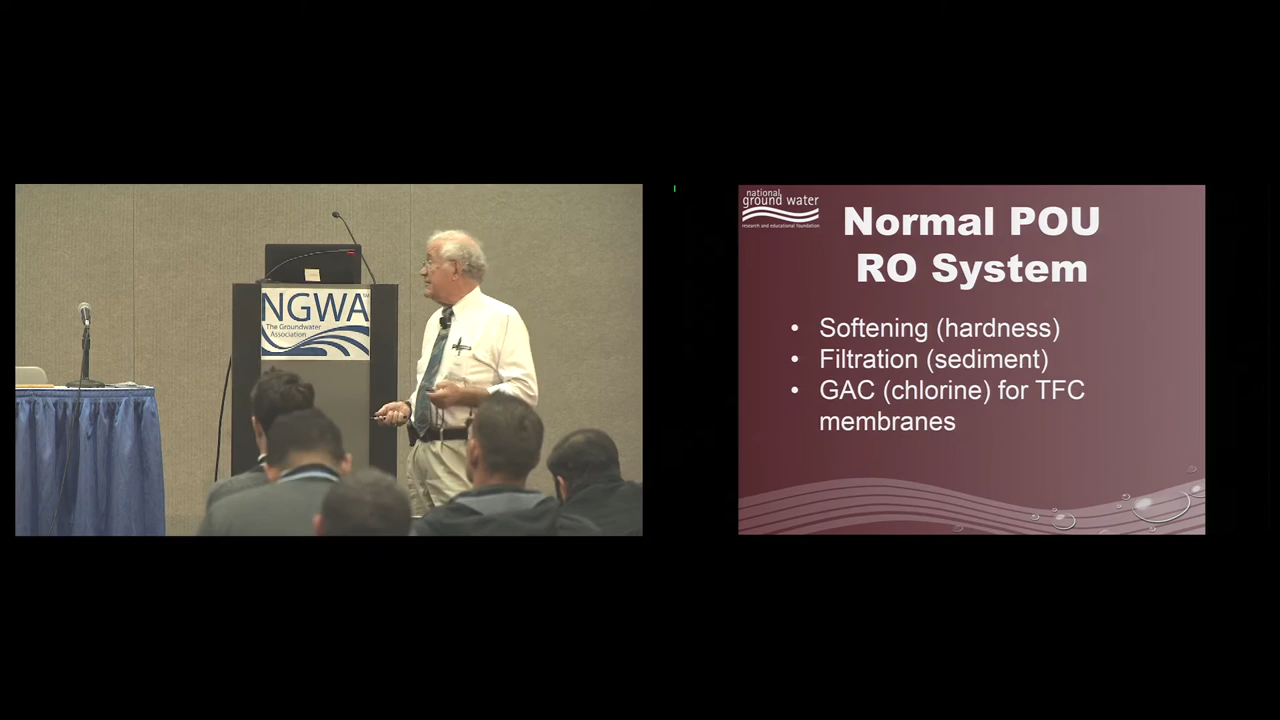 NGWA
The Groundwater
Association
national
ground water
research and educational foundation
Normal POU
RO System
• Softening (hardness)
• Filtration (sediment)
• GAC (chlorine) for TFC
membranes